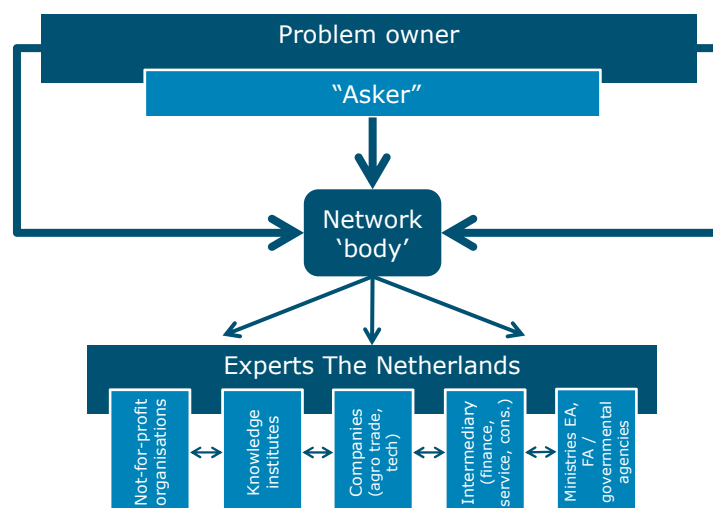 Problem owner
“Asker”
Network
‘body’
Experts The Netherlands
Not-for-profit
organisations
Knowledge
institutes
Companies
(agro trade,
tech)
Intermediary
(finance,
service, cons.)
Ministries EA,
FA /
governmental
agencies